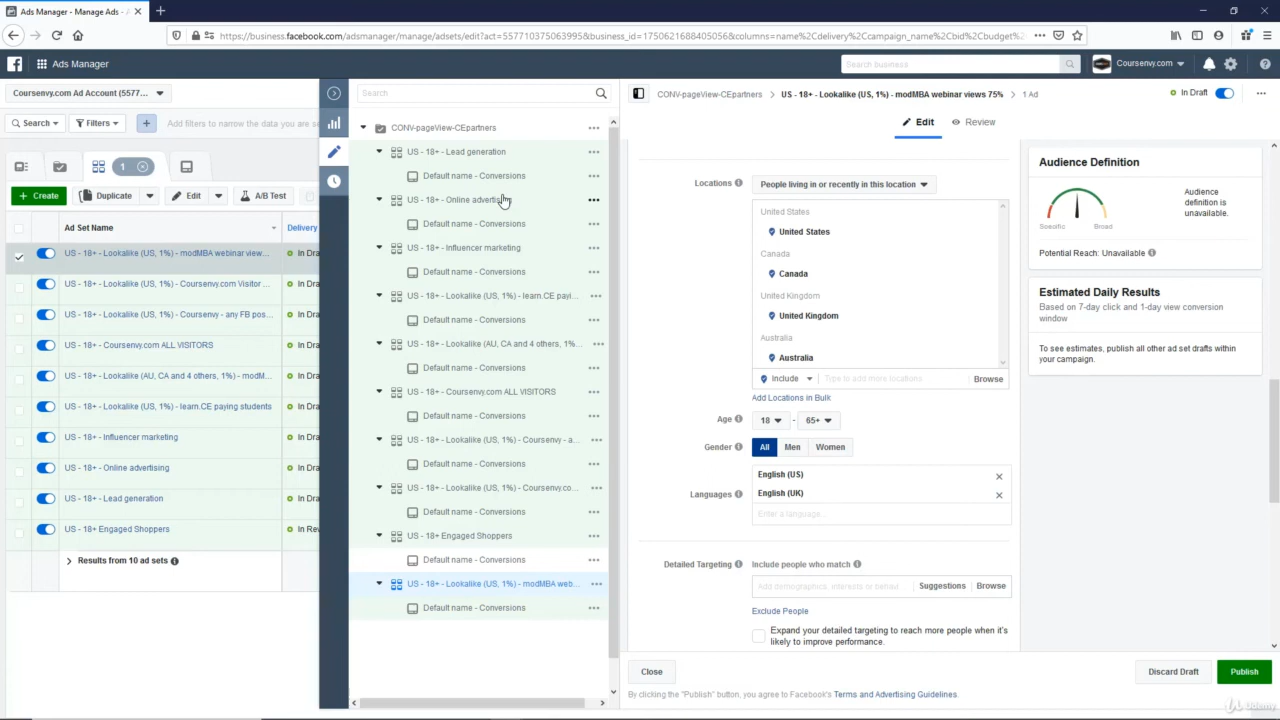 Ads Manager - Manage Ads - A
https://business.facebook.com/adsmanager/manage/adsets/edit?act=557710375063995&business_id=1750621688405056&columns=name%2Cdelivery%2Ccampaign_name%2Cbid%2Cbudget%2
Ads Manager
Search business
Coursenvy.com
Coursenvy.com Ad Account (5577...
Search
Filters
Add filters to narrow the data you are s
1
Create
Duplicate
Edit
A/B Test
Ad Set Name
Delivery
US - 18+ - Lookalike (US, 1%) - modMBA webinar view...
In Dra
US - 18+ - Lookalike (US, 1%) - Coursenvy.com Visitor ...
In Dra
US - 18+ - Lookalike (US, 1%) - Coursenvy - any FB pos...
In Dra
US - 18+ - Coursenvy.com ALL VISITORS
In Dra
US - 18+ - Lookalike (AU, CA and 4 others, 1%) - modM...
In Dra
US - 18+ - Lookalike (US, 1%) - learn.CE paying students
In Dra
US - 18+ - Influencer marketing
In Dra
US - 18+ - Online advertising
In Dra
US - 18+ - Lead generation
In Dra
US - 18+ Engaged Shoppers
In Rev
Results from 10 ad sets
Search
CONV-pageView-CEpartners
US - 18+ - Lead generation
Default name - Conversions
US - 18+ - Online advertising
Default name - Conversions
US - 18+ - Influencer marketing
Default name - Conversions
US - 18+ - Lookalike (US, 1%) - learn.CE payi...
Default name - Conversions
US - 18+ - Lookalike (AU, CA and 4 others, 1%...
Default name - Conversions
US - 18+ - Coursenvy.com ALL VISITORS
Default name - Conversions
US - 18+ - Lookalike (US, 1%) - Coursenvy - a...
Default name - Conversions
US - 18+ - Lookalike (US, 1%) - Coursenvy.co...
Default name - Conversions
US - 18+ Engaged Shoppers
Default name - Conversions
US - 18+ - Lookalike (US, 1%) - modMBA web...
Default name - Conversions
CONV-pageView-CEpartners > US - 18+ - Lookalike (US, 1%) - modMBA webinar views 75% > 1 Ad
In Draft
Edit
Review
Locations
People living in or recently in this location
United States
United States
Canada
Canada
United Kingdom
United Kingdom
Australia
Australia
Include
Type to add more locations
Browse
Add Locations in Bulk
Age
18 - 65+
Gender
All Men Women
English (US)
Languages
English (UK)
Enter a language...
Detailed Targeting
Include people who match
Add demographics, interests or behavi
Suggestions
Browse
Exclude People
Expand your detailed targeting to reach more people when it's
likely to improve performance.
Close
Discard Draft
Publish
By clicking the "Publish" button, you agree to Facebook's Terms and Advertising Guidelines.
Audience Definition
Specific
Broad
Audience
definition is
unavailable.
Potential Reach: Unavailable
Estimated Daily Results
Based on 7-day click and 1-day view conversion
window
To see estimates, publish all other ad set drafts within
your campaign.
Udemy